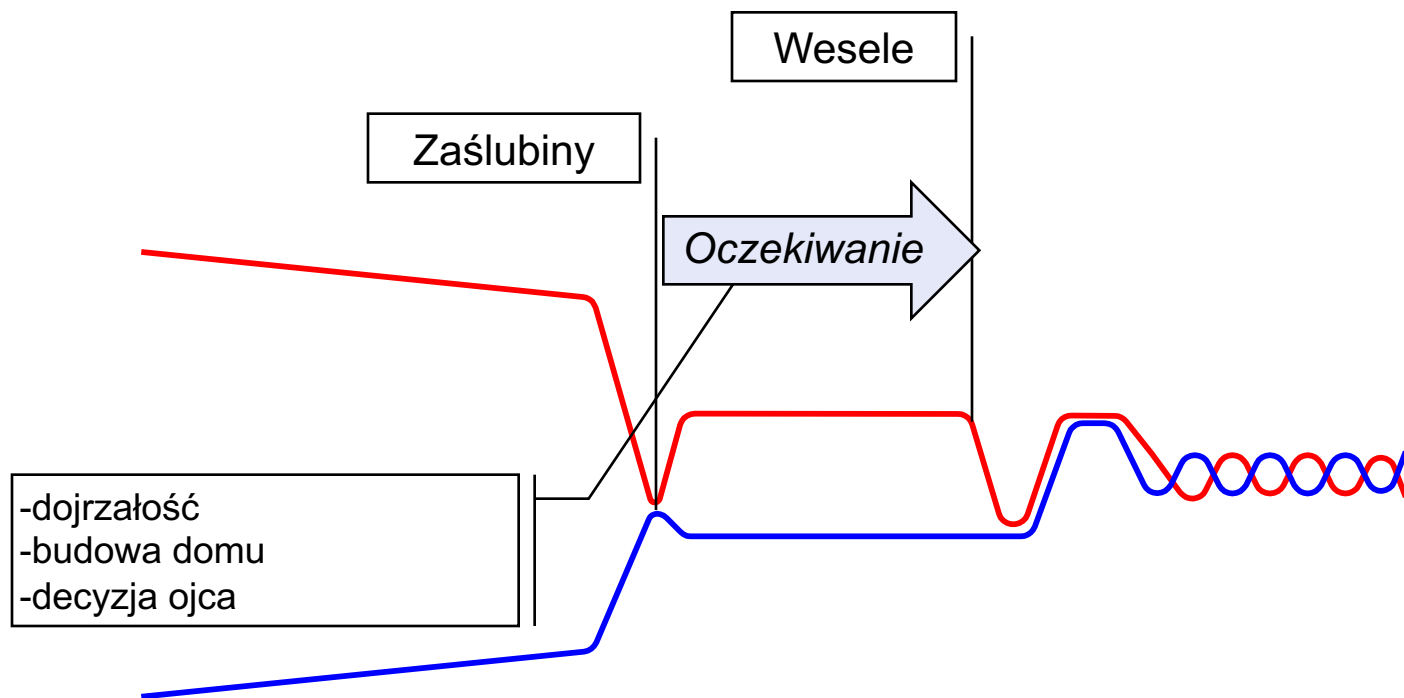 Wesele
Zaślubiny
Oczekiwanie
-dojrzałość
-budowa domu
-decyzja ojca